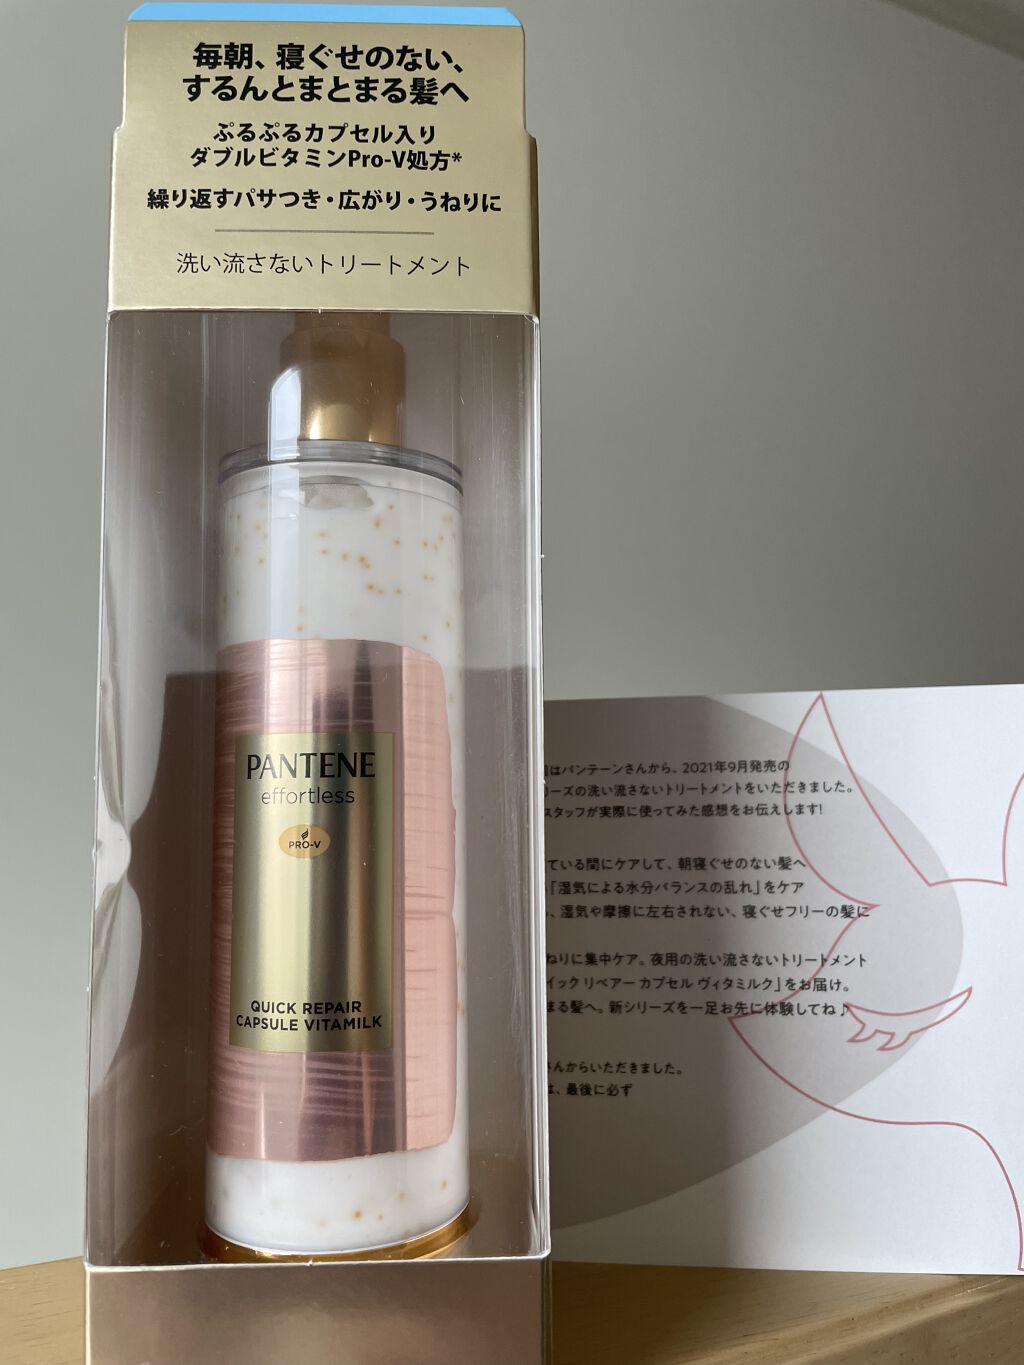 毎朝、寝ぐせのない、
するんとまとまる髪へ
ぷるぷるカプセル入り
ダブルビタミンPro-V処方*
繰り返すパサつき・広がり・うねりに
洗い流さないトリートメント
PANTENE
effortless
PRO-V
QUICK REPAIR
CAPSULE VITAMILK
はパンテーンさんから、2021年9月発売の
リーズの洗い流さないトリートメントをいただきました。
スタッフが実際に使ってみた感想をお伝えします!
ている間にケアして、朝寝ぐせのない髪へ
「湿気による水分バランスの乱れ」をケア
、湿気や摩擦に左右されない、寝ぐせフリーの髪に
ねりに集中ケア。夜用の洗い流さないトリートメント
イック リペアー カプセル ヴィタミルク」をお届け。
まる髪へ。新シリーズを一足お先に体験してね♪
さんからいただきました。
は、最後に必ず